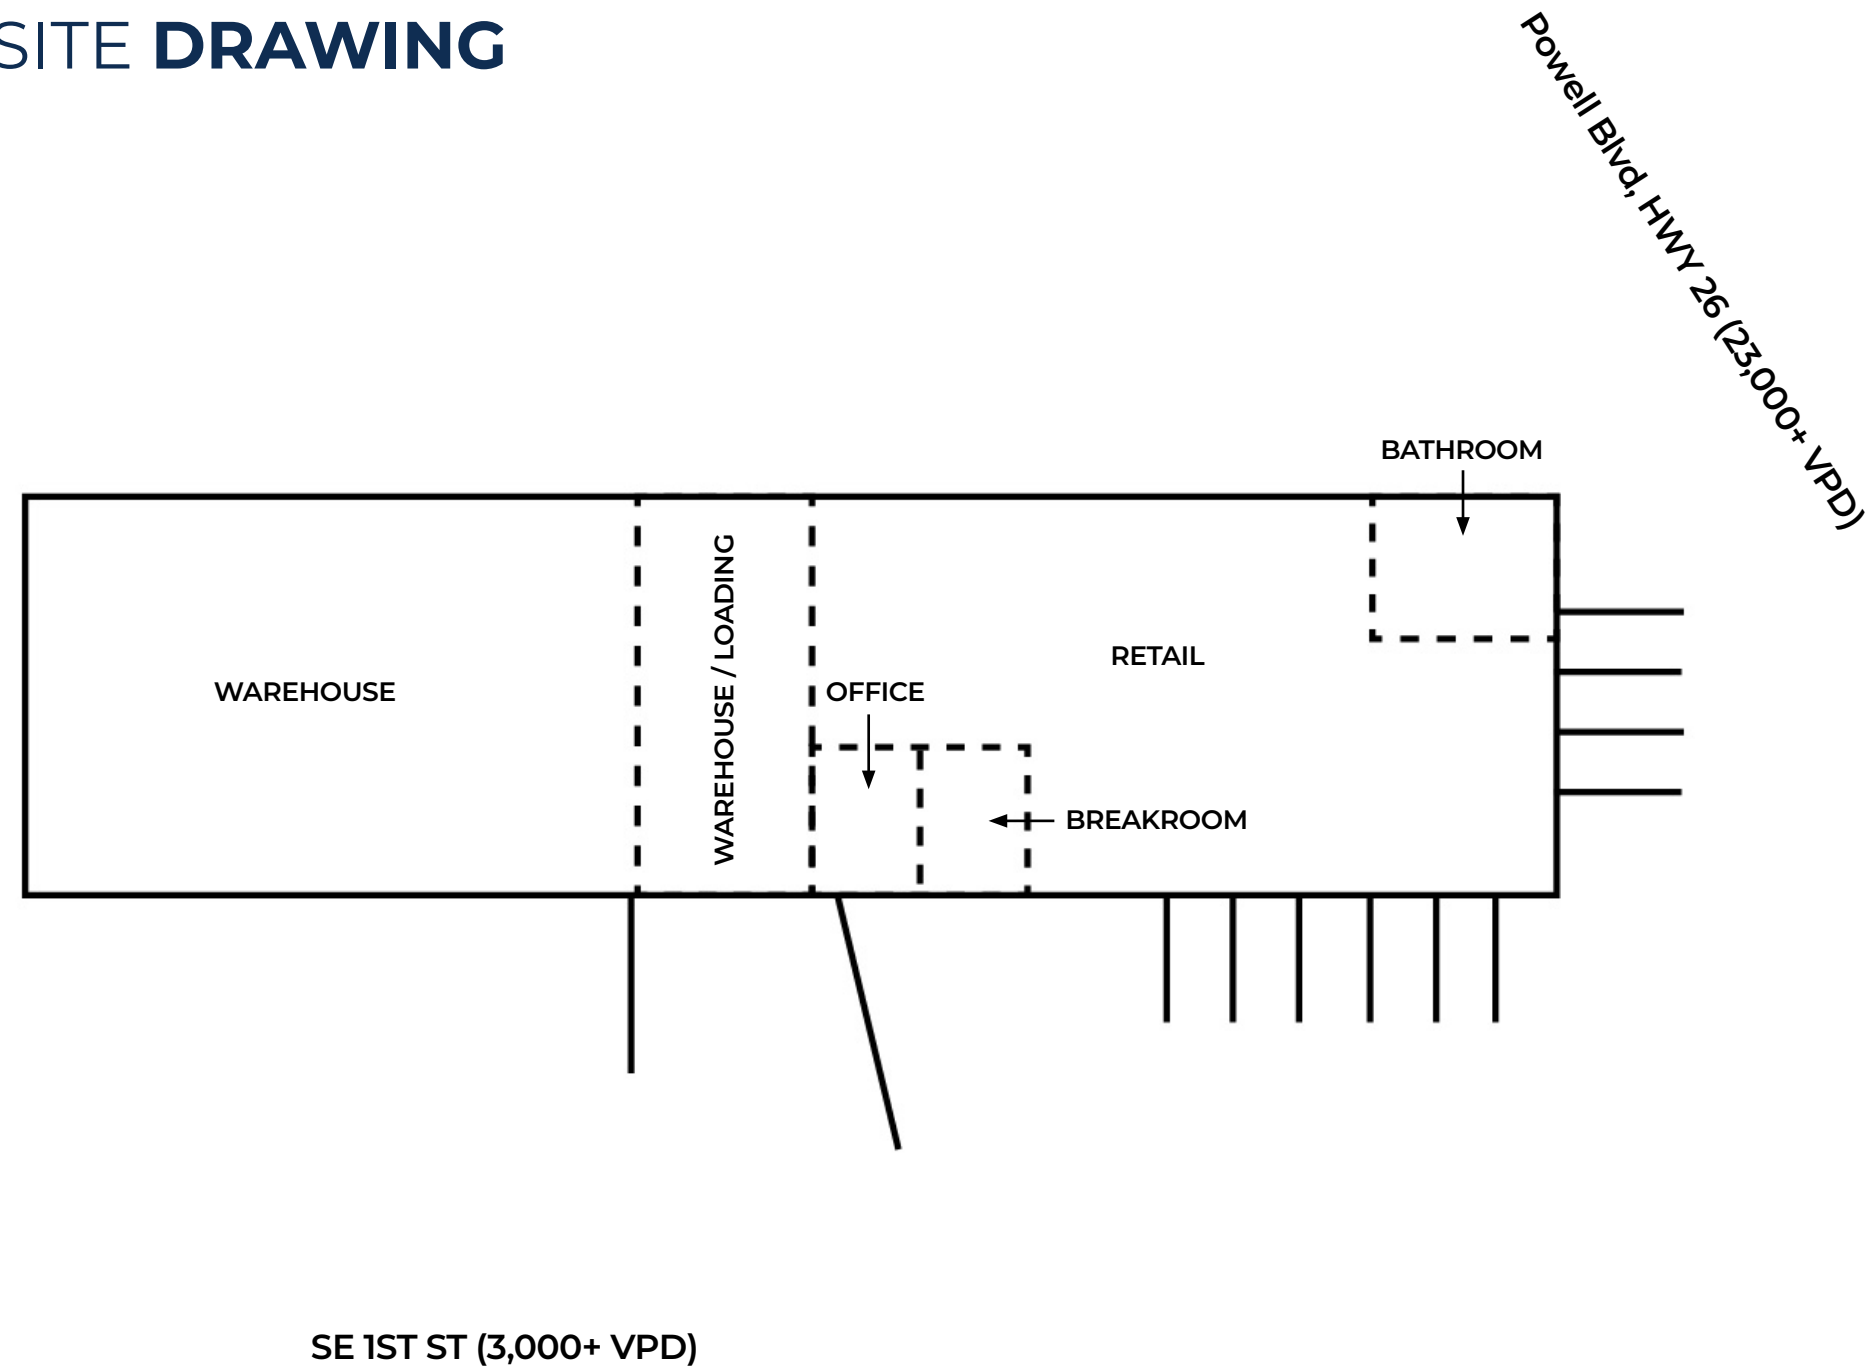 SITE DRAWING
Powell Blvd, HWY 26 (23,000+ VPD)
BATHROOM
WAREHOUSE
WAREHOUSE / LOADING
OFFICE
RETAIL
BREAKROOM
SE 1ST ST (3,000+ VPD)